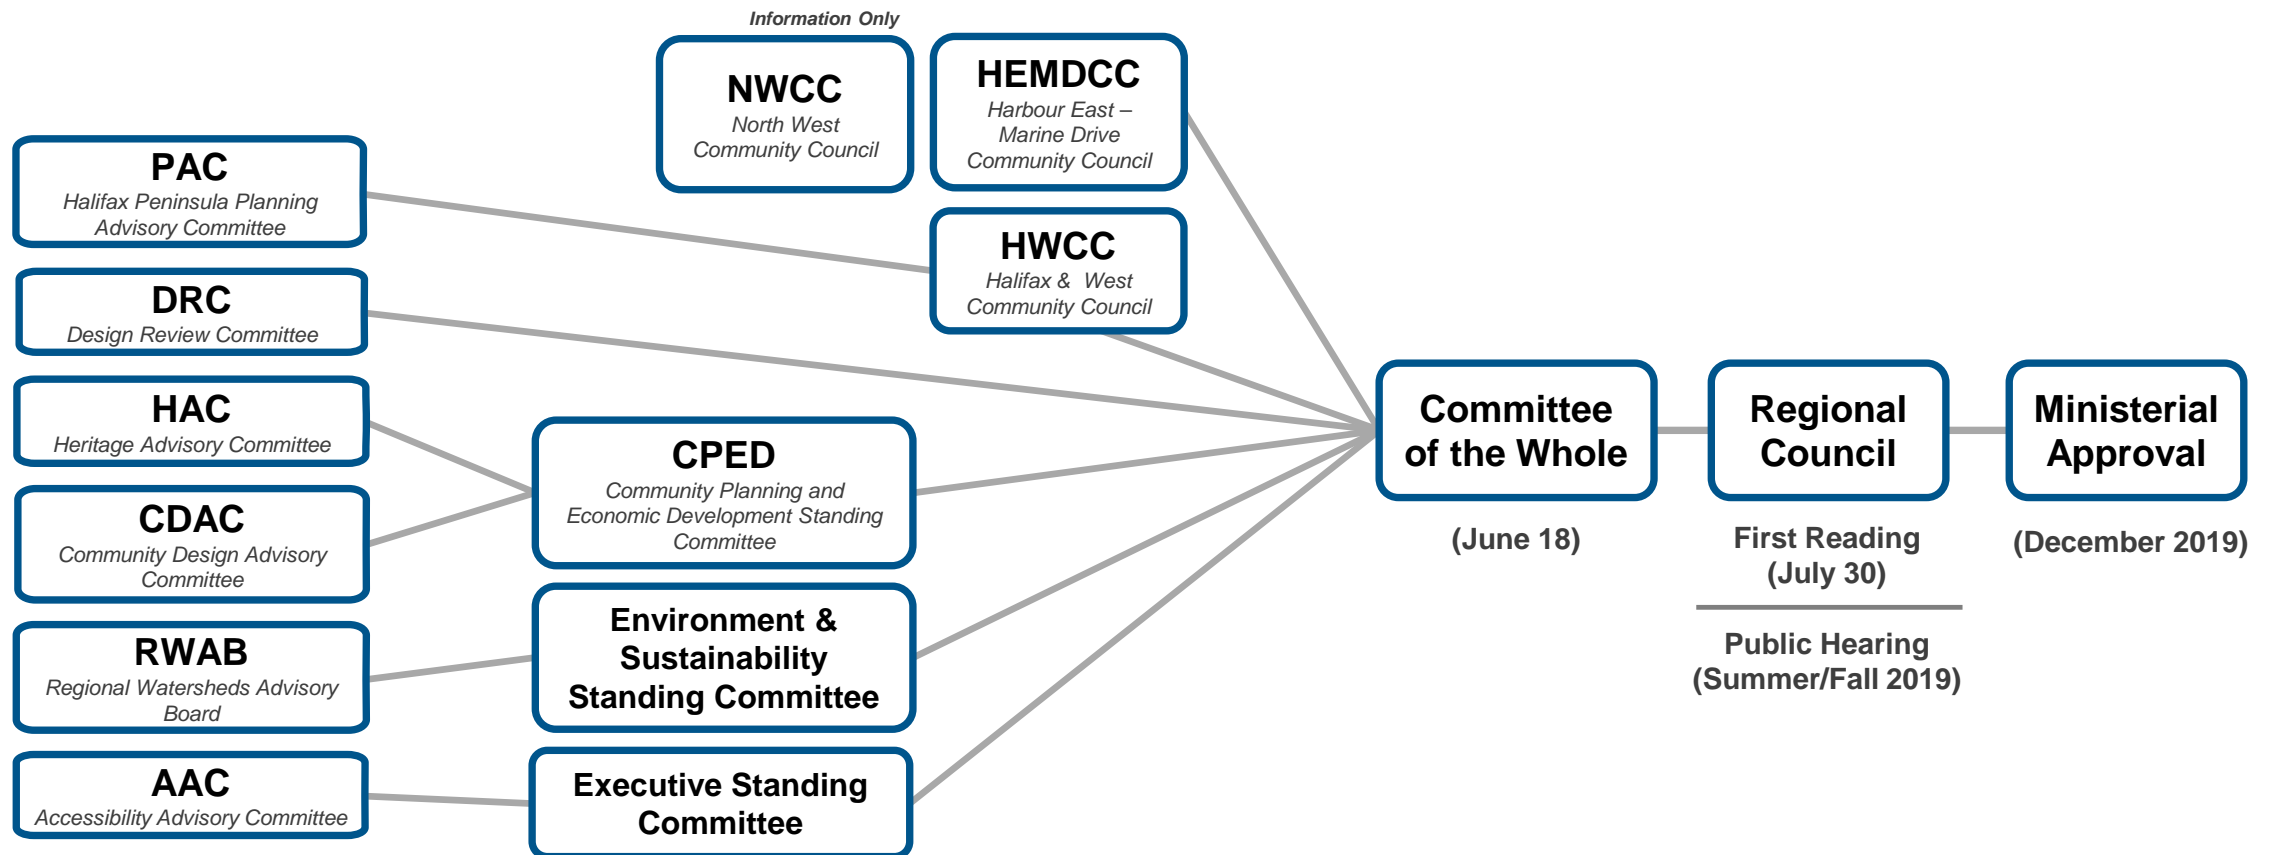 Information Only
NWCC
North West
Community Council
HEMDCC
Harbour East –
Marine Drive
Community Council
PAC
Halifax Peninsula Planning
Advisory Committee
HWCC
Halifax & West
Community Council
DRC
Design Review Committee
HAC
Heritage Advisory Committee
CDAC
Community Design Advisory
Committee
CPED
Community Planning and
Economic Development Standing
Committee
RWAB
Regional Watersheds Advisory
Board
Environment &
Sustainability
Standing Committee
AAC
Accessibility Advisory Committee
Executive Standing
Committee
Committee
of the Whole
(June 18)
Regional
Council
First Reading
(July 30)
Public Hearing
(Summer/Fall 2019)
Ministerial
Approval
(December 2019)